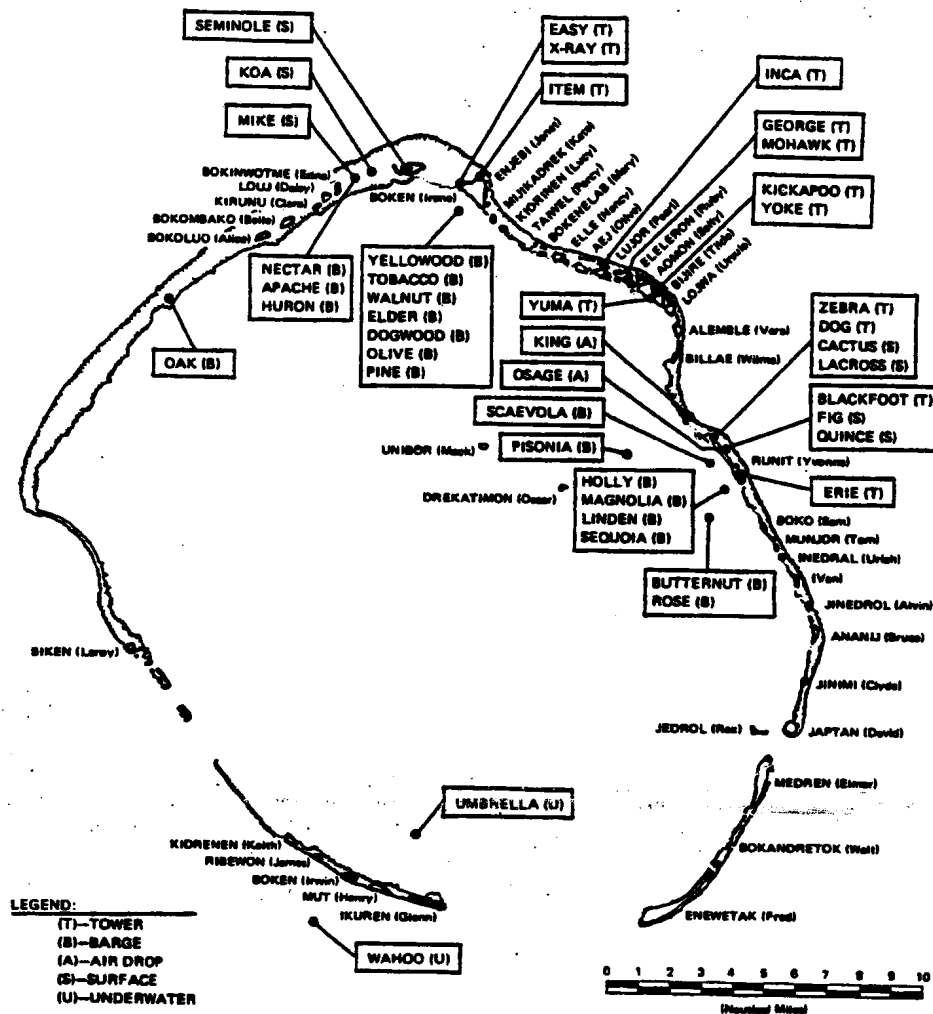 SEMINOLE (S)
KOA (S)
MIKE (S)
EASY (T)
X-RAY (T)
ITEM (T)
INCA (T)
GEORGE (T)
MOHAWK (T)
KICKAPOO (T)
YOKE (T)
BOKINWOTME (Edna)
LOUJ (Daisy)
KIRUNU (Clara)
BOKOMBAKO (Belle)
BOKOLUO (Alice)
BOKEN (Irene)
ENJEBI (Janet)
MIJIKADREK (Kate)
KIDRINEN (Lucy)
TAIWEL (Percy)
BOKENELAB (Mary)
ELLE (Nancy)
AEJ (Olive)
LUJOR (Pearl)
ELELERON (Ruby)
AOMON (Sally)
BIJIRE (Tilda)
LOJWA (Ursula)
ALEMBEL (Vera)
BILLAE (Wilma)
NECTAR (B)
APACHE (B)
HURON (B)
YELLOWOOD (B)
TOBACCO (B)
WALNUT (B)
ELDER (B)
DOGWOOD (B)
OLIVE (B)
PINE (B)
OAK (B)
YUMA (T)
KING (A)
OSAGE (A)
SCAEVOLA (B)
PISONIA (B)
ZEBRA (T)
DOG (T)
CACTUS (S)
LACROSS (S)
BLACKFOOT (T)
FIG (S)
QUINCE (S)
UNIBOR (Mack)
DREKATIMON (Oscar)
HOLLY (B)
MAGNOLIA (B)
LINDEN (B)
SEQUOIA (B)
RUNIT (Yvonne)
ERIE (T)
BUTTERNUT (B)
ROSE (B)
BOKO (Sam)
MUNJOR (Tom)
INEDRAL (Uriah)
(Van)
JINEDROL (Alvin)
ANANIJ (Bruce)
JINIMI (Clyde)
JAPTAN (David)
JEDROL (Rex)
BIKEN (Leroy)
MEDREN (Elmer)
BOKANDRETOK (Walt)
ENEWETAK (Fred)
UMBRELLA (U)
KIDRENEN (Keith)
RIBEWON (James)
BOKEN (Irwin)
MUT (Henry)
IKUREN (Glenn)
WAHOO (U)
LEGEND:
(T)—TOWER
(B)—BARGE
(A)—AIR DROP
(S)—SURFACE
(U)—UNDERWATER
0 1 2 3 4 5 6 7 8 9 10
(Nautical Miles)